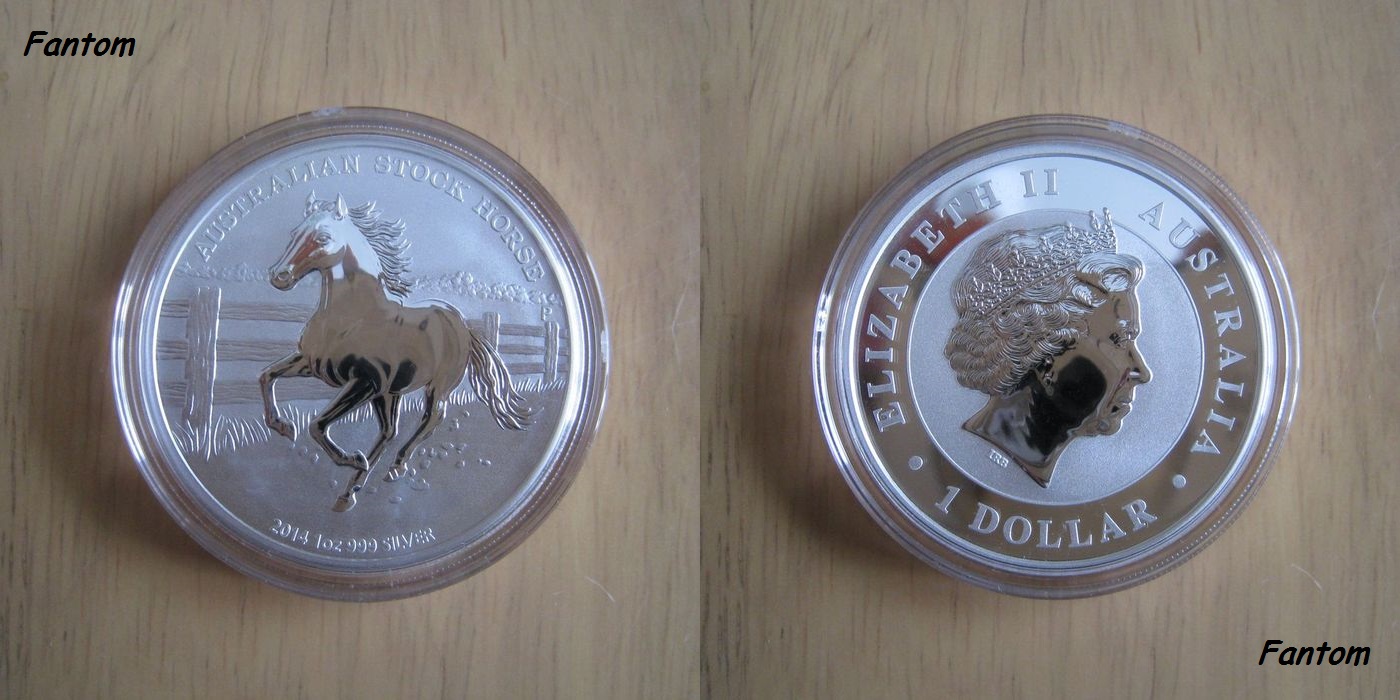 Fantom
AUSTRALIAN STOCK HORSE
P
2014 1oz 999 SILVER
ELIZABETH II AUSTRALIA
IRB
1 DOLLAR
Fantom